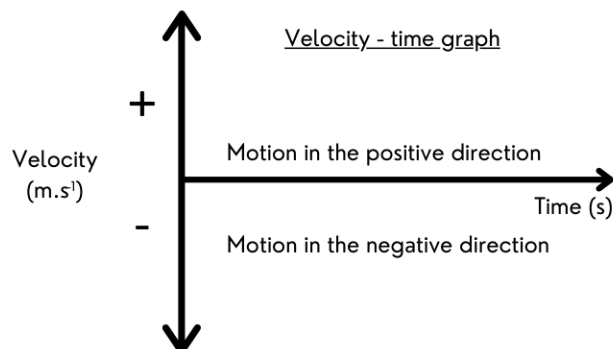 Velocity - time graph
+
Motion in the positive direction
Velocity
(m.s⁻¹)
Time (s)
-
Motion in the negative direction